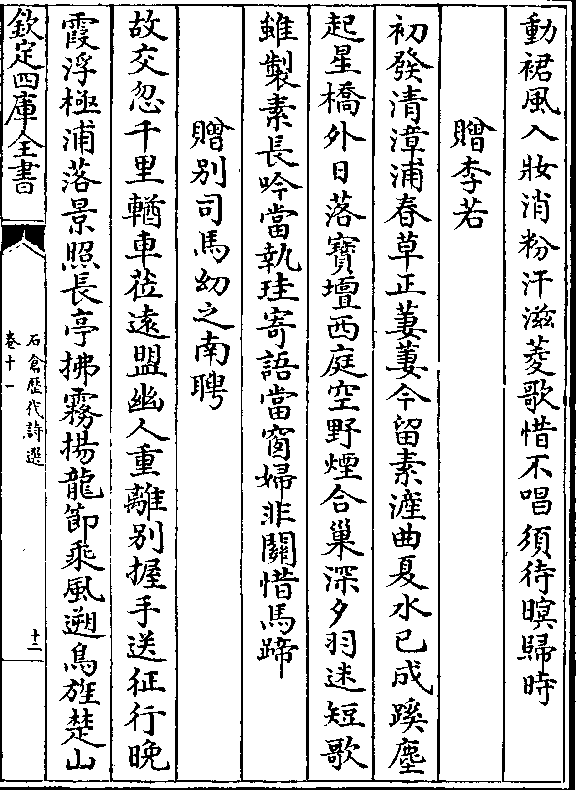 動裙風入妝消粉汗滋菱歌惜不唱須待暝歸時
贈李若
初發清漳浦春草正萋萋今留素滻曲夏水已成蹊塵
起星橋外日落寶壇西庭空野煙合巢深夕羽迷短歌
雖製素長吟當執珪寄語當窗婦非關惜馬蹄
贈別司馬幼之南聘
故交忽千里輶車蒞遠盟幽人重離別握手送征行晚
霞浮極浦落景照長亭拂霧揚龍節乘風遡鳥旌楚山
欽定四庫全書
石倉歷代詩選
卷十一
十二